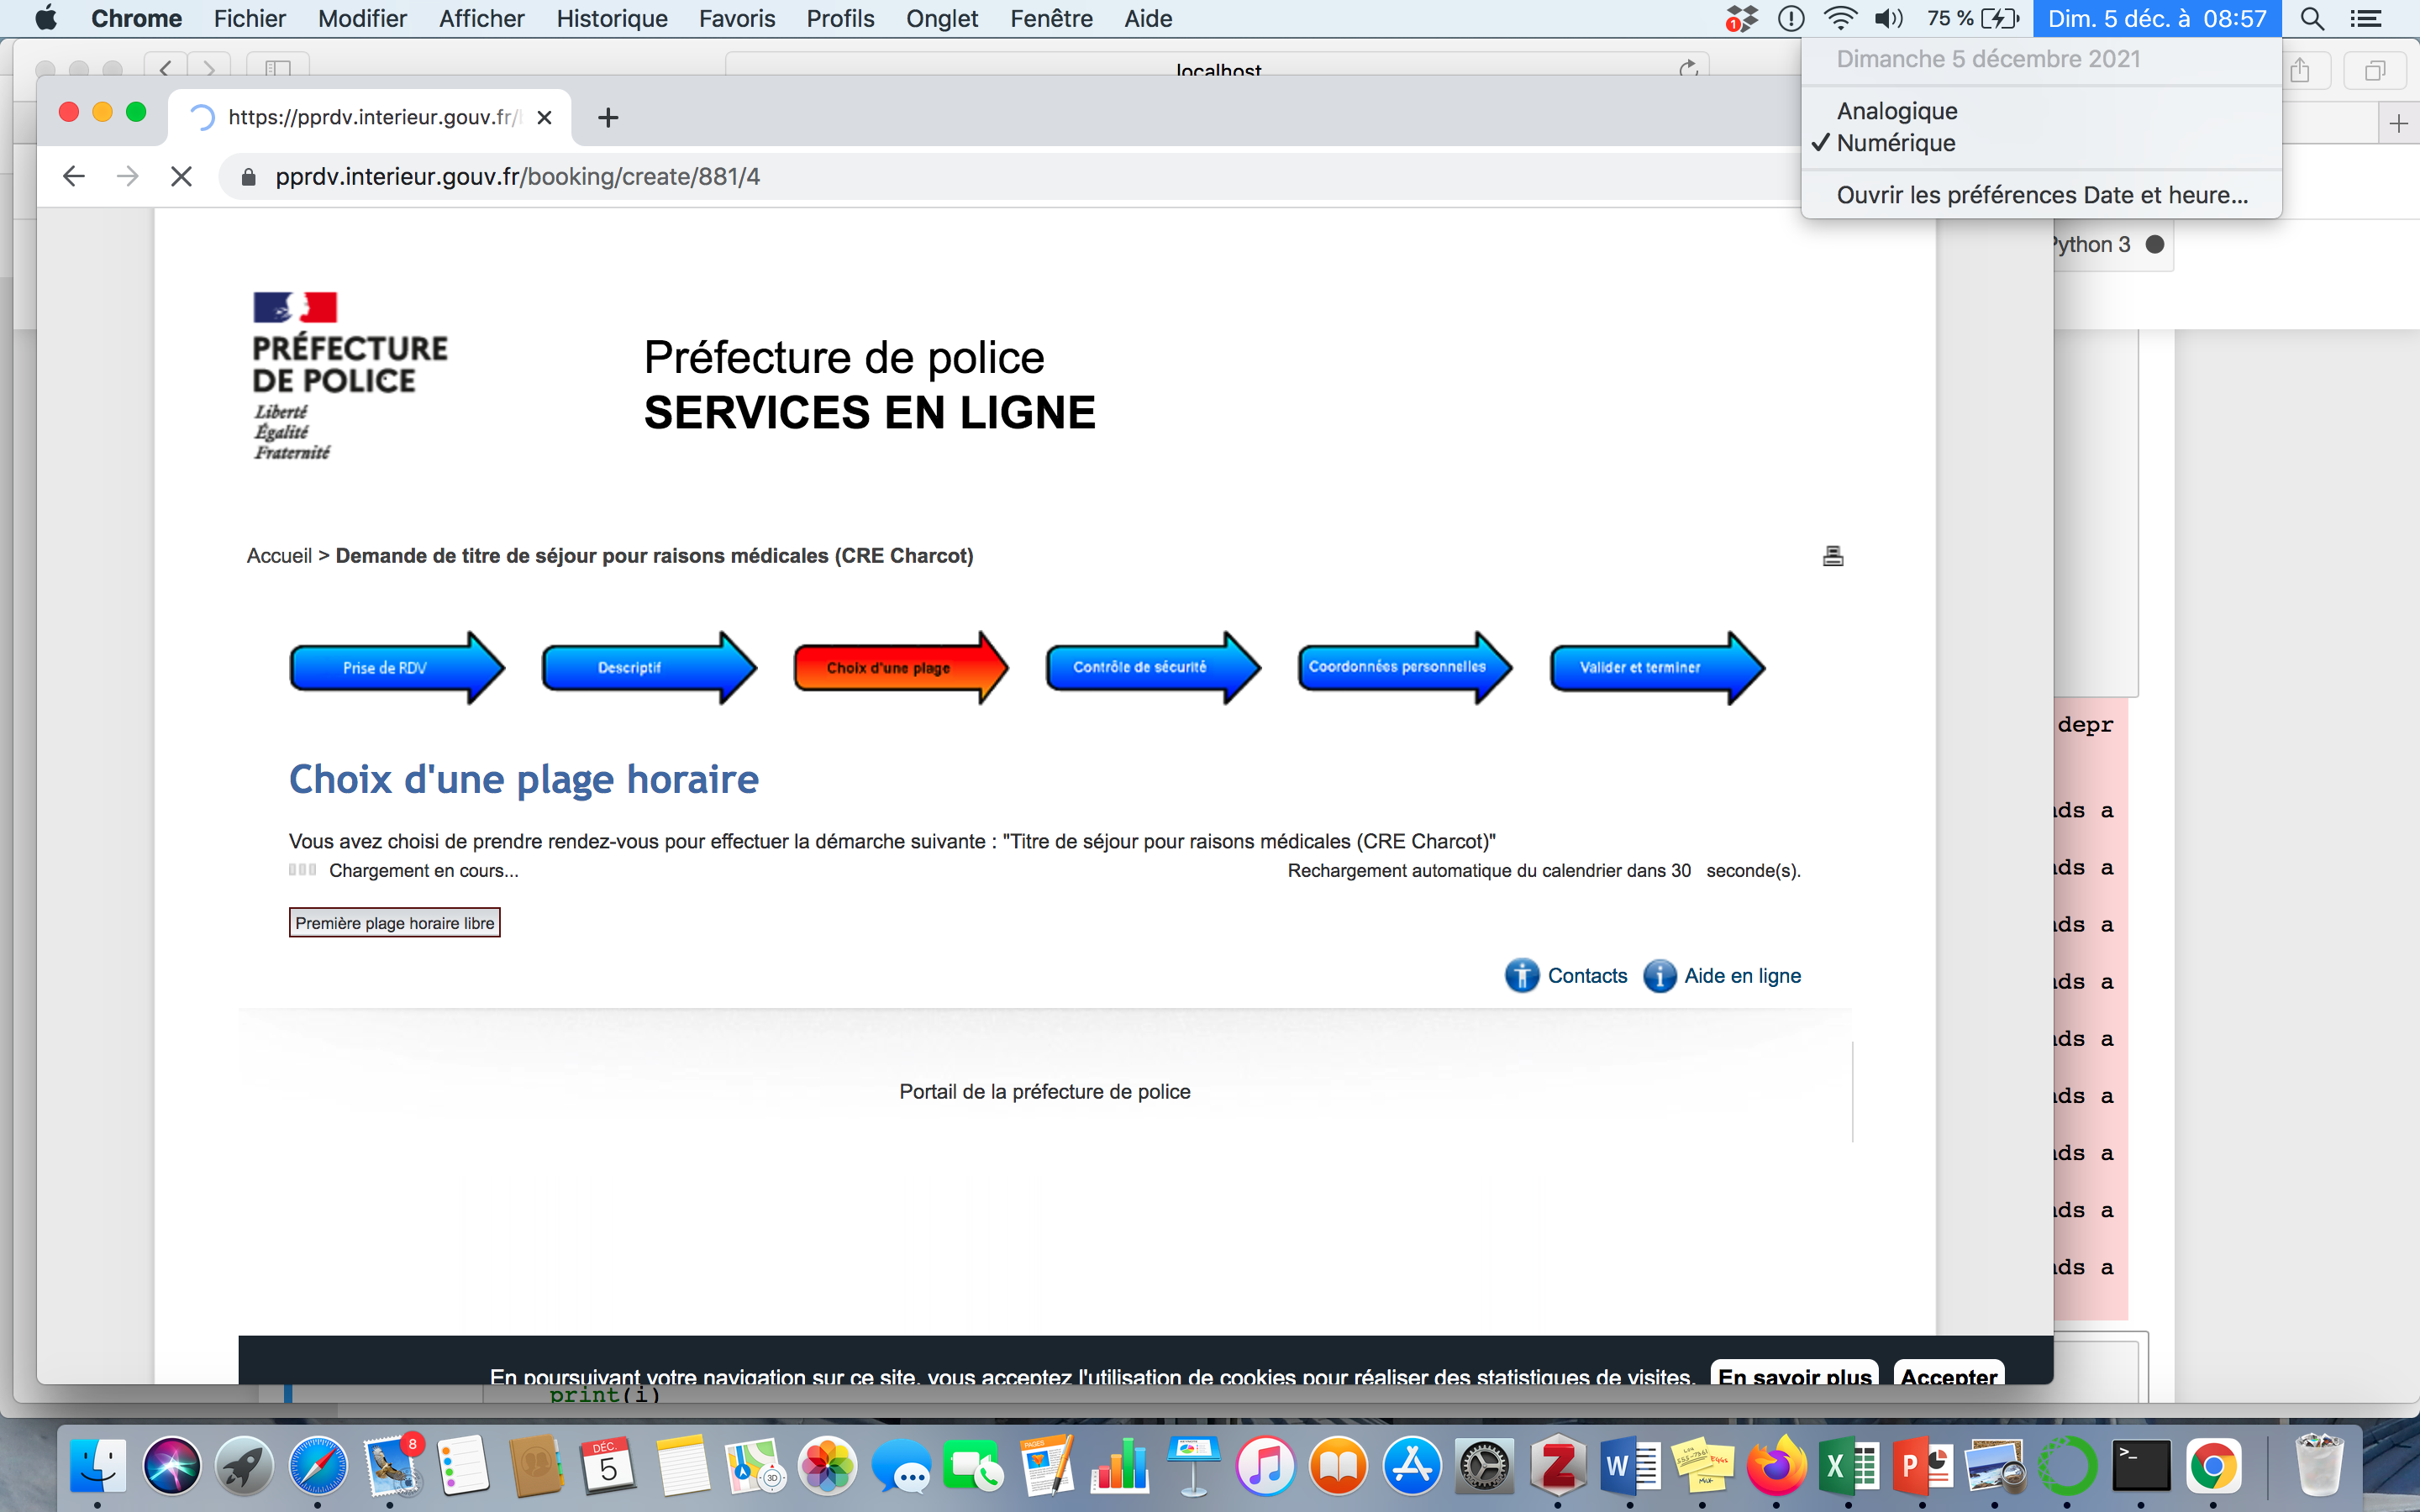 Chrome Fichier Modifier Afficher Historique Favoris Profils Onglet Fenêtre Aide
1 75 % Dim. 5 déc. à 08:57
Dimanche 5 décembre 2021
Analogique
✓ Numérique
Ouvrir les préférences Date et heure...
localhost
https://pprdv.interieur.gouv.fr/
pprdv.interieur.gouv.fr/booking/create/881/4
Python 3
PRÉFECTURE
DE POLICE
Liberté
Égalité
Fraternité
Préfecture de police
SERVICES EN LIGNE
Accueil > Demande de titre de séjour pour raisons médicales (CRE Charcot)
Prise de RDV
Descriptif
Choix d'une plage
Contrôle de sécurité
Coordonnées personnelles
Valider et terminer
Choix d'une plage horaire
Vous avez choisi de prendre rendez-vous pour effectuer la démarche suivante : "Titre de séjour pour raisons médicales (CRE Charcot)"
Chargement en cours... Rechargement automatique du calendrier dans 30 seconde(s).
Première plage horaire libre
Contacts Aide en ligne
Portail de la préfecture de police
depr
ds a
ds a
ds a
ds a
ds a
ds a
ds a
ds a
ds a
En poursuivant votre navigation sur ce site, vous acceptez l'utilisation de cookies pour réaliser des statistiques de visites. En savoir plus Accepter
print(i)
8
DÉC.
5
3D
PAGES